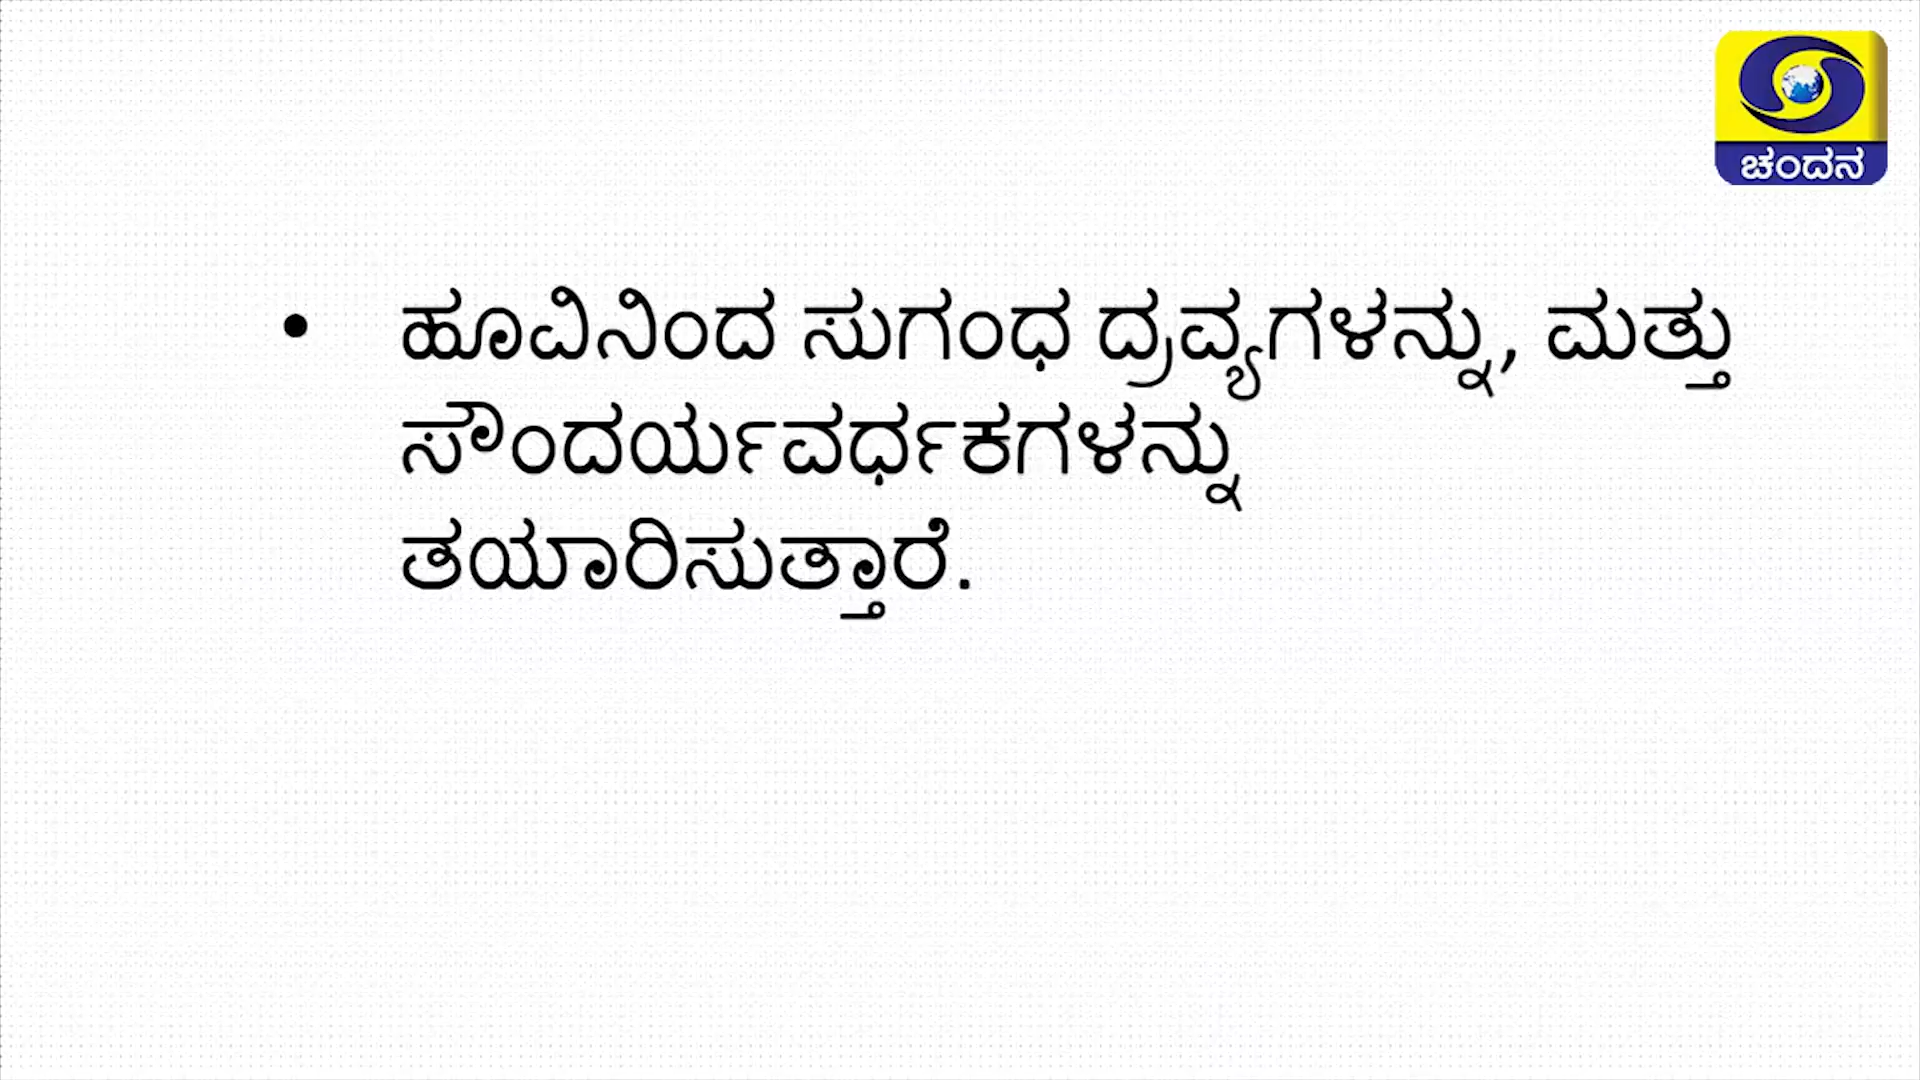 ಚಂದನ
• ಹೂವಿನಿಂದ ಸುಗಂಧ ದ್ರವ್ಯಗಳನ್ನು, ಮತ್ತು
ಸೌಂದರ್ಯವರ್ಧಕಗಳನ್ನು
ತಯಾರಿಸುತ್ತಾರೆ.